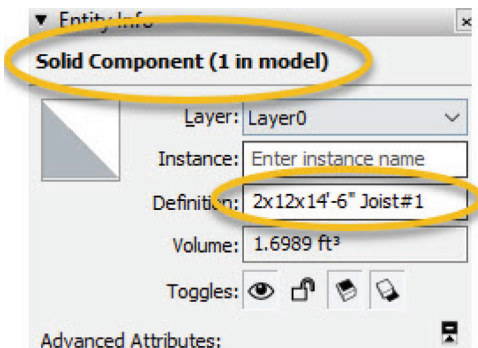 Entity Info
Solid Component (1 in model)
Layer: Layer0
Instance: Enter instance name
Definition: 2x12x14'-6" Joist#1
Volume: 1.6989 ft³
Toggles:
Advanced Attributes: